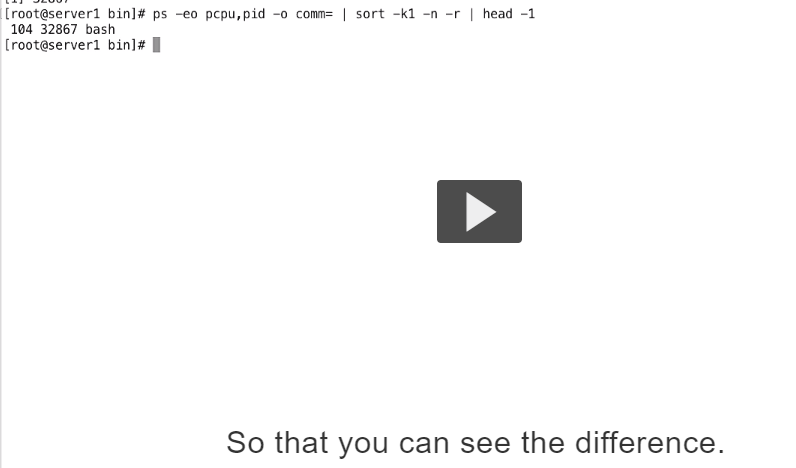 [root@server1 bin]# ps -eo pcpu,pid -o comm= | sort -k1 -n -r | head -1
104 32867 bash
[root@server1 bin]#
So that you can see the difference.